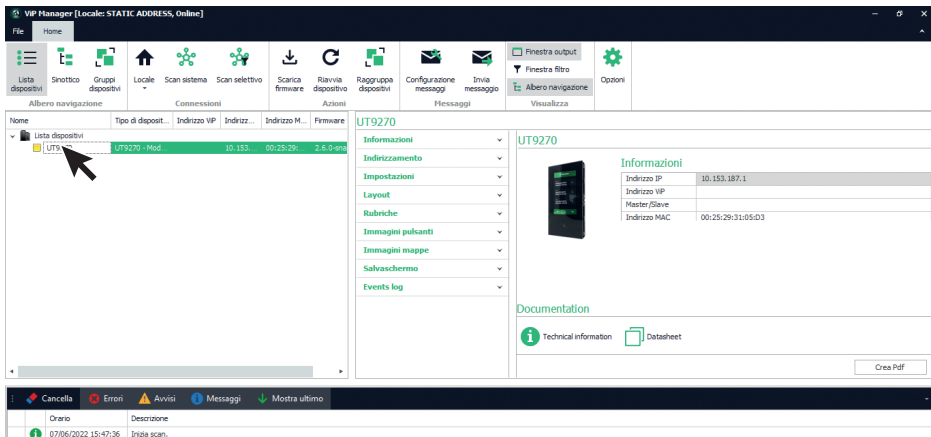 ViP Manager [Locale: STATIC ADDRESS, Online]
File Home
Lista dispositivi
Sinottico
Gruppi dispositivi
Locale
Scan sistema
Scan selettivo
Scarica firmware
Riavvia dispositivo
Raggruppa dispositivi
Configurazione messaggi
Invia messaggio
Finestra output
Finestra filtro
Albero navigazione
Opzioni
Albero navigazione Connessioni Azioni Messaggi Visualizza
Nome Tipo di disposit... Indirizzo ViP Indirizz... Indirizzo M... Firmware
Lista dispositivi
UT9270 - Mod... 10.153.... 00:25:29:... 2.6.0-sna
UT9270
Informazioni
Indirizzamento
Impostazioni
Layout
Rubriche
Immagini pulsanti
Immagini mappe
Salvaschermo
Events log
UT9270
Informazioni
Indirizzo IP 10.153.187.1
Indirizzo ViP
Master/Slave
Indirizzo MAC 00:25:29:31:05:D3
Documentation
Technical information Datasheet
Crea Pdf
Cancella Errori Avvisi Messaggi Mostra ultimo
Orario Descrizione
07/06/2022 15:47:36 Inizia scan.